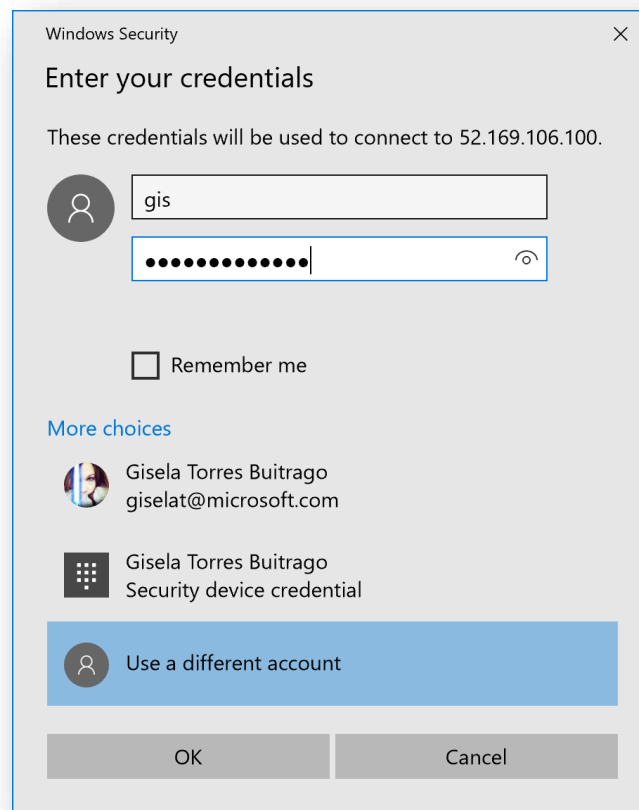 Windows Security
Enter your credentials
These credentials will be used to connect to 52.169.106.100.
gis
●●●●●●●●●●●●●
Remember me
More choices
Gisela Torres Buitrago
giselat@microsoft.com
Gisela Torres Buitrago
Security device credential
Use a different account
OK Cancel